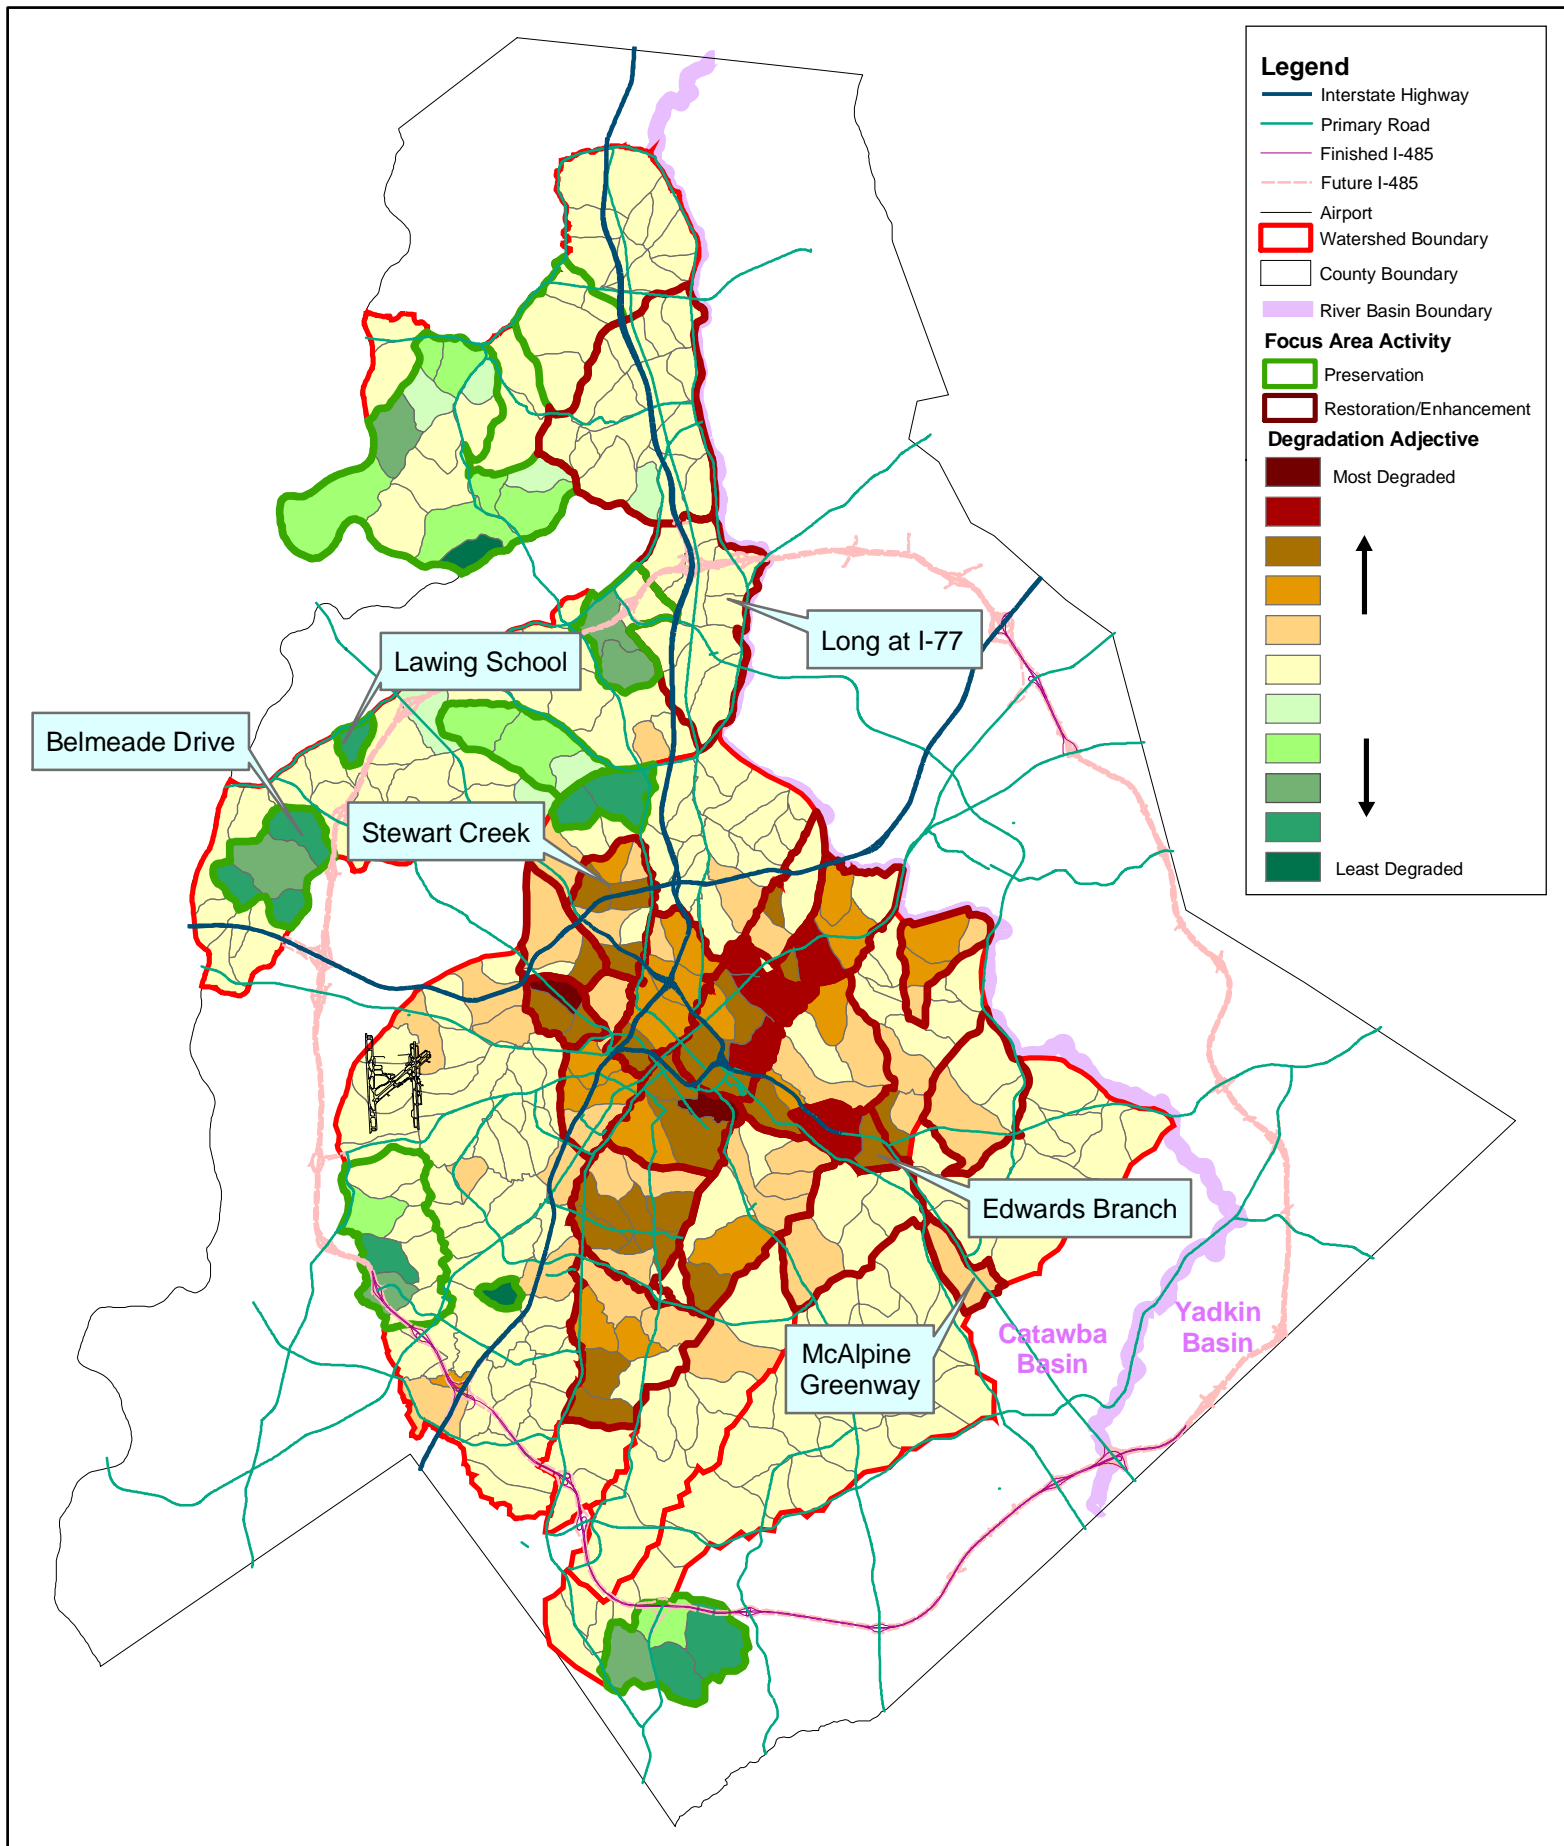 Legend
Interstate Highway
Primary Road
Finished I-485
Future I-485
Airport
Watershed Boundary
County Boundary
River Basin Boundary
Focus Area Activity
Preservation
Restoration/Enhancement
Degradation Adjective
Most Degraded
Least Degraded
Long at I-77
Lawing School
Belmeade Drive
Stewart Creek
Edwards Branch
McAlpine
Greenway
Catawba
Basin
Yadkin
Basin